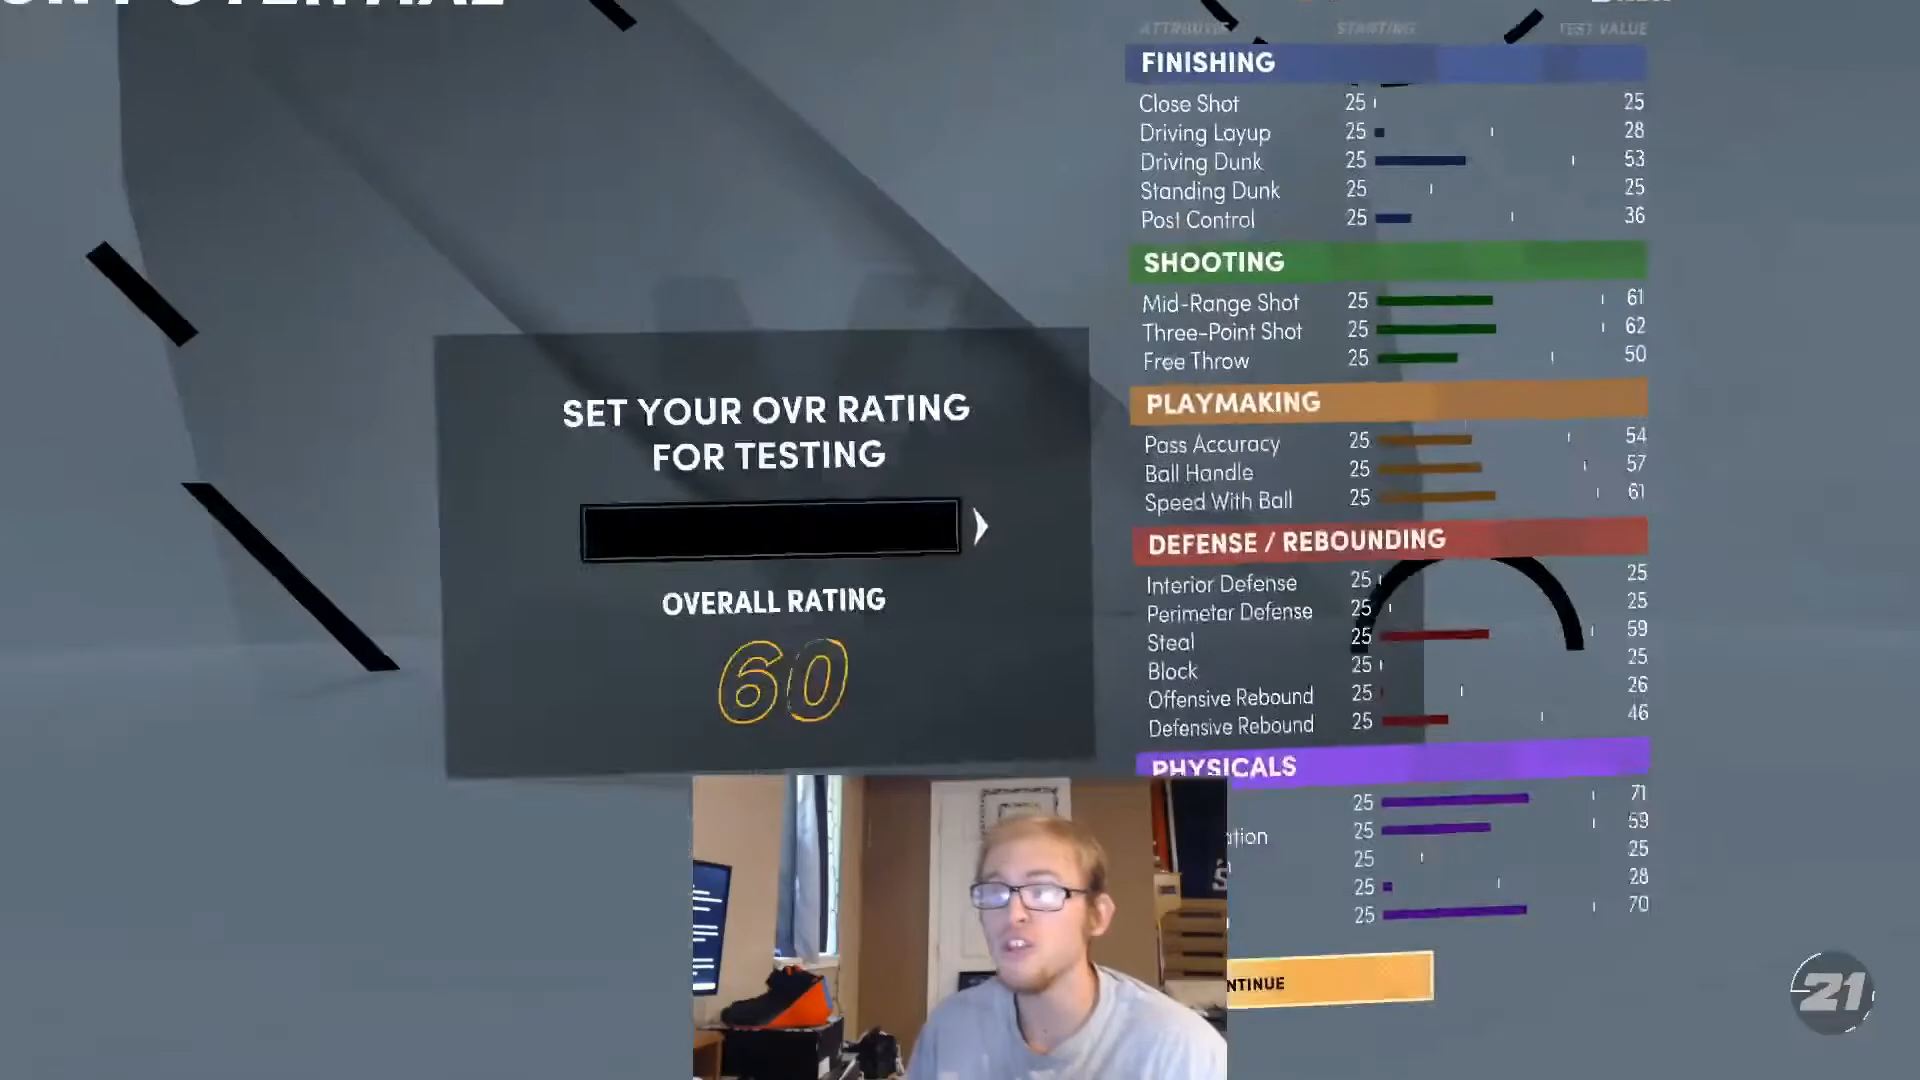 ATTRIBUTE STARTING TEST VALUE
FINISHING
Close Shot 25 25
Driving Layup 25 28
Driving Dunk 25 53
Standing Dunk 25 25
Post Control 25 36
SHOOTING
Mid-Range Shot 25 61
Three-Point Shot 25 62
Free Throw 25 50
PLAYMAKING
Pass Accuracy 25 54
Ball Handle 25 57
Speed With Ball 25 61
DEFENSE / REBOUNDING
Interior Defense 25 25
Perimeter Defense 25 25
Steal 25 59
Block 25 25
Offensive Rebound 25 26
Defensive Rebound 25 46
PHYSICALS
25 71
ation 25 59
25 25
25 28
25 70
NTINUE
SET YOUR OVR RATING
FOR TESTING
OVERALL RATING
60
21